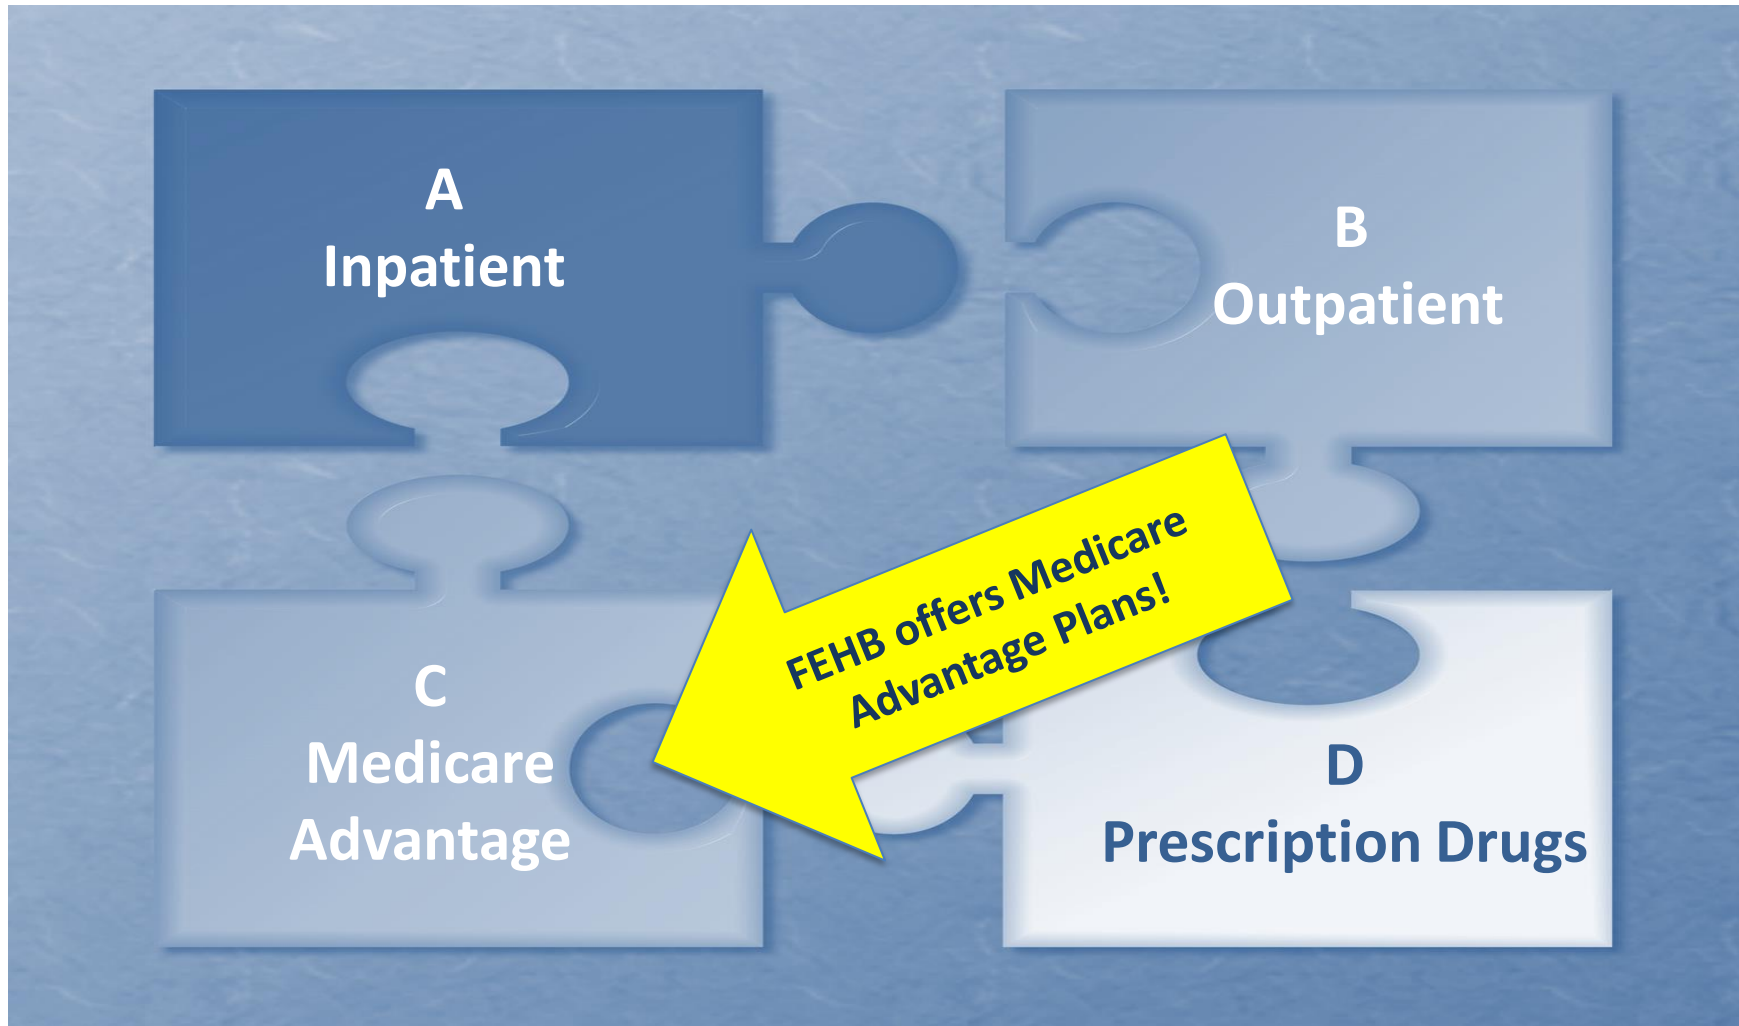 A
Inpatient
B
Outpatient
FEHB offers Medicare
Advantage Plans!
C
Medicare
Advantage
D
Prescription Drugs